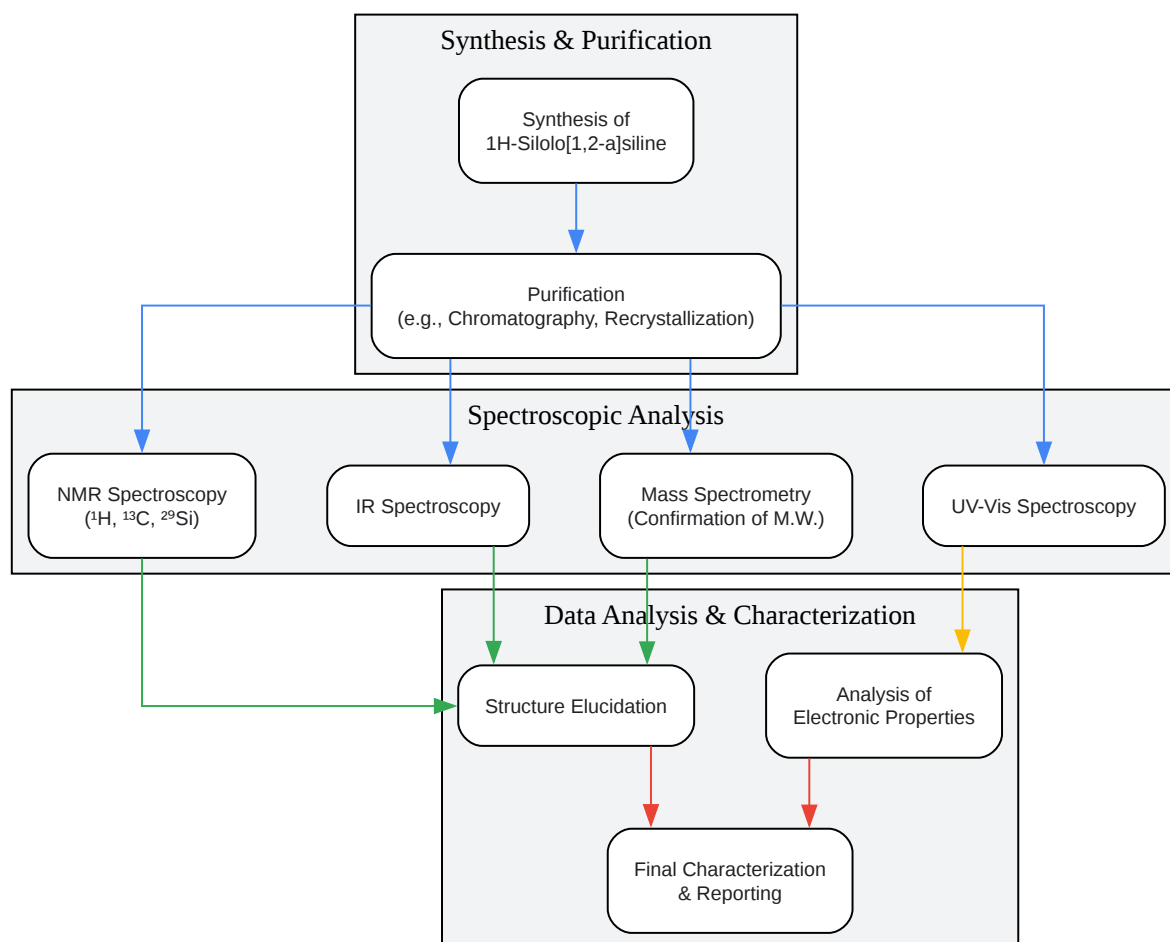 Synthesis & Purification
Synthesis of
1H-Silolo[1,2-a]siline
Purification
(e.g., Chromatography, Recrystallization)
Spectroscopic Analysis
NMR Spectroscopy
(¹H, ¹³C, ²⁹Si)
IR Spectroscopy
Mass Spectrometry
(Confirmation of M.W.)
UV-Vis Spectroscopy
Data Analysis & Characterization
Structure Elucidation
Analysis of
Electronic Properties
Final Characterization
& Reporting